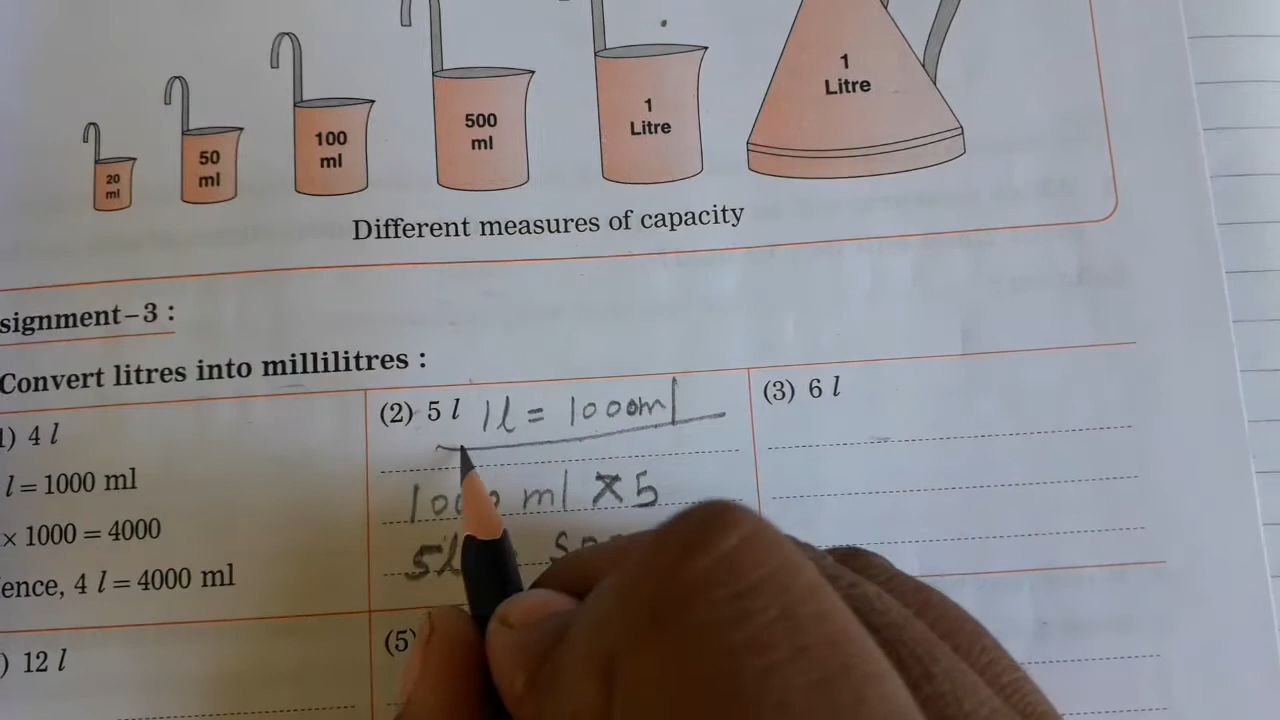 20
ml
50
ml
100
ml
500
ml
1
Litre
1
Litre
Different measures of capacity
signment–3 :
Convert litres into millilitres :
1) 4 l
l = 1000 ml
× 1000 = 4000
ence, 4 l = 4000 ml
(2) 5 l 1l = 1000ml
ml ×5
5l
(3) 6 l
) 12 l
(5)